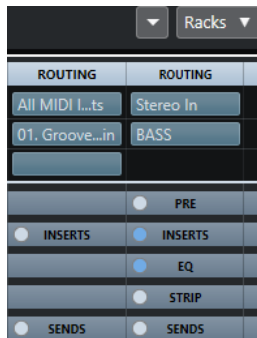 Racks
ROUTING ROUTING
All MIDI I...ts Stereo In
01. Groove...in BASS
PRE
INSERTS INSERTS
EQ
STRIP
SENDS SENDS